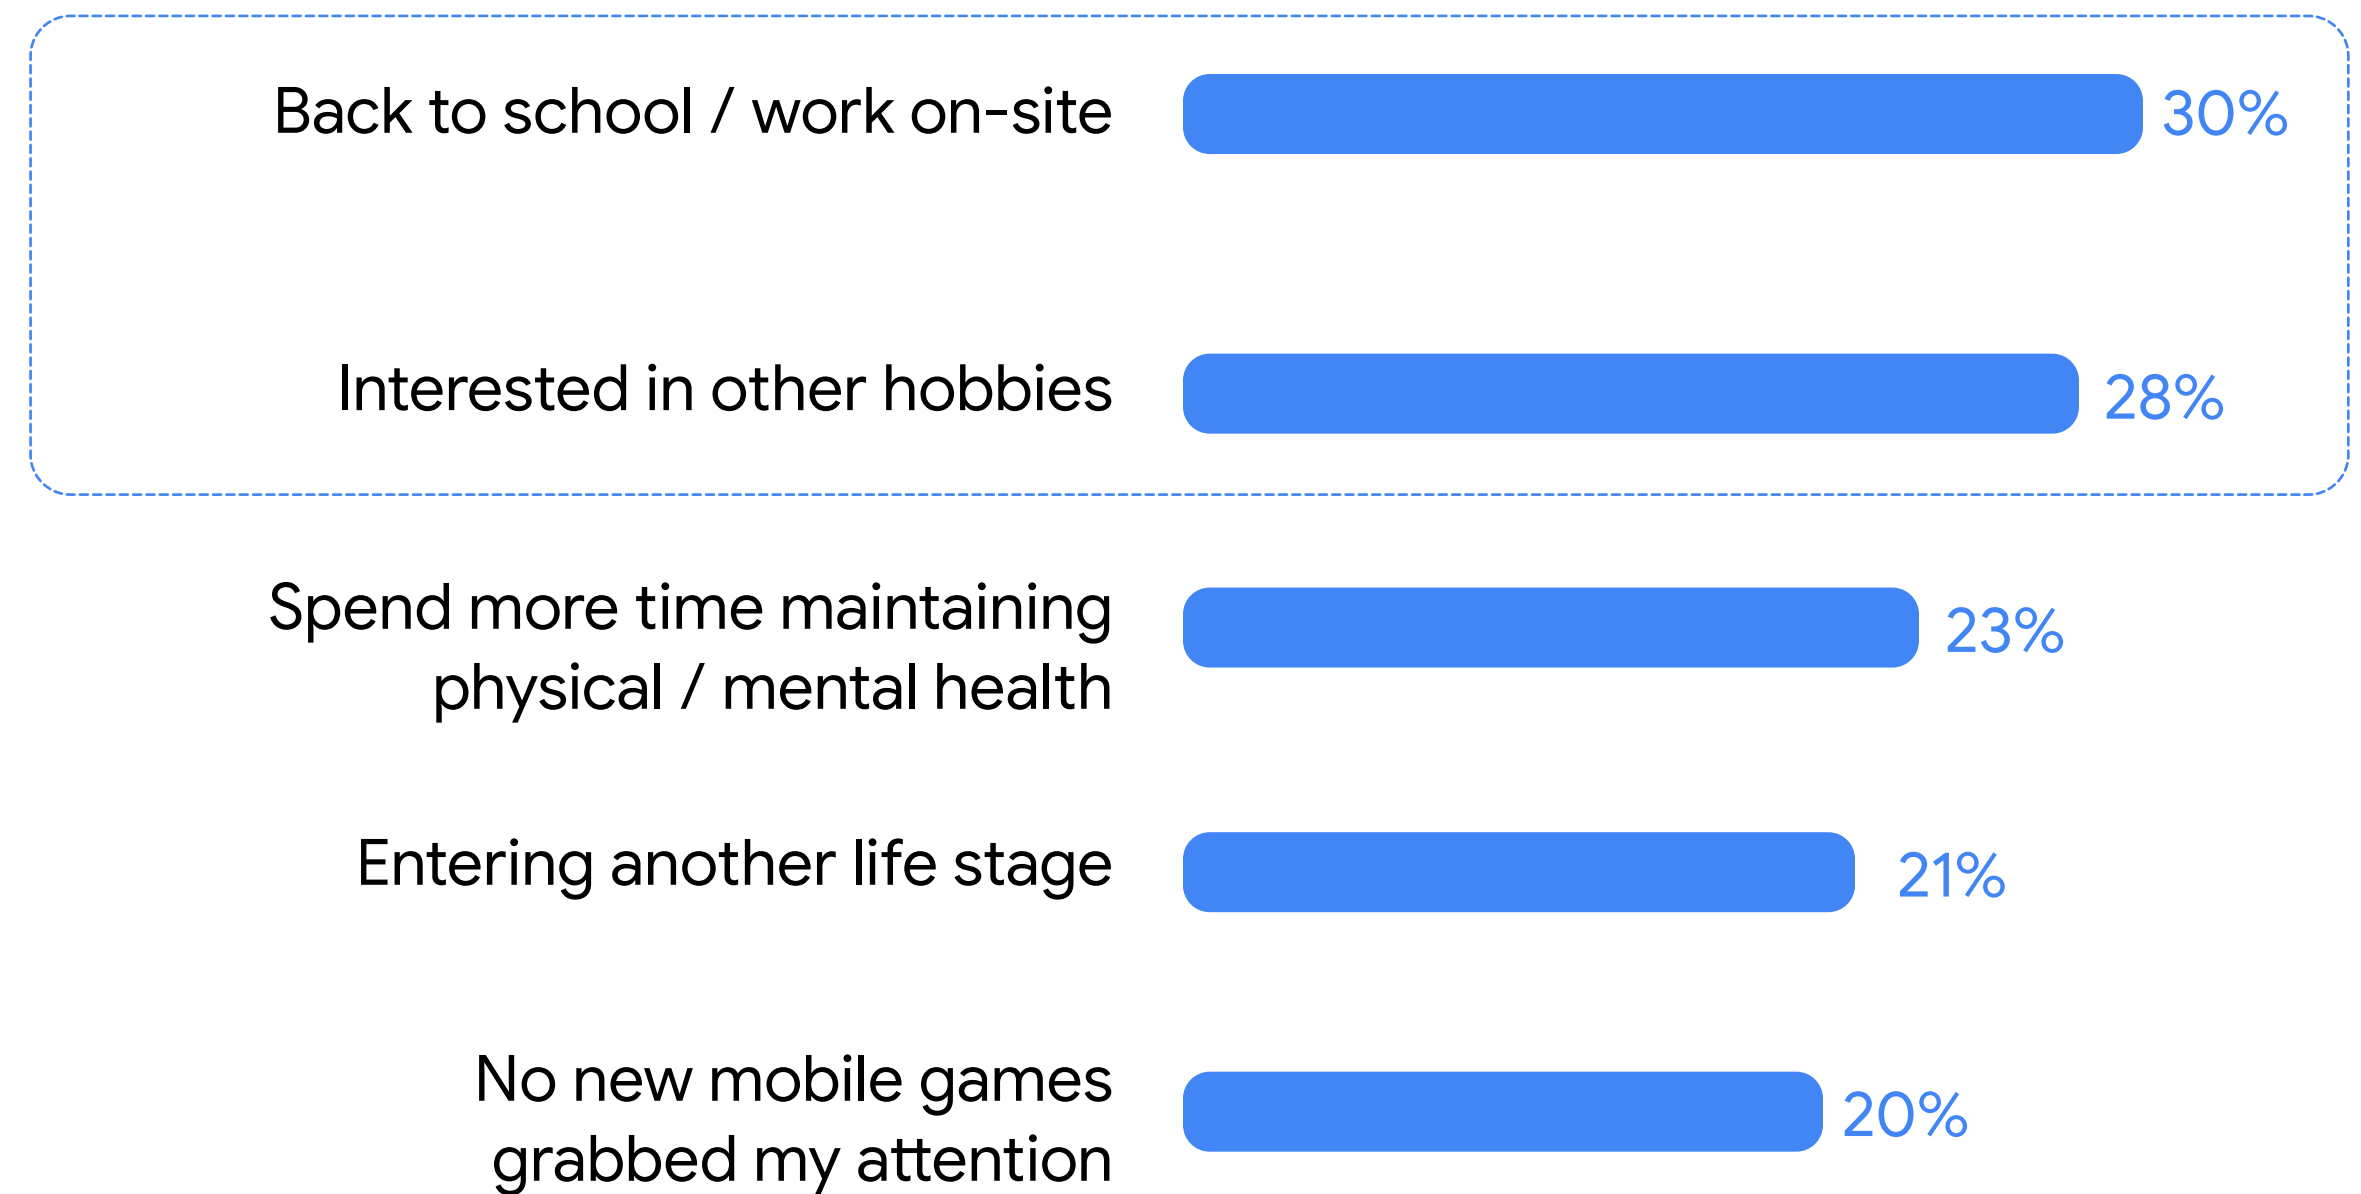 Back to school / work on-site 30%
Interested in other hobbies 28%
Spend more time maintaining
physical / mental health 23%
Entering another life stage 21%
No new mobile games
grabbed my attention 20%